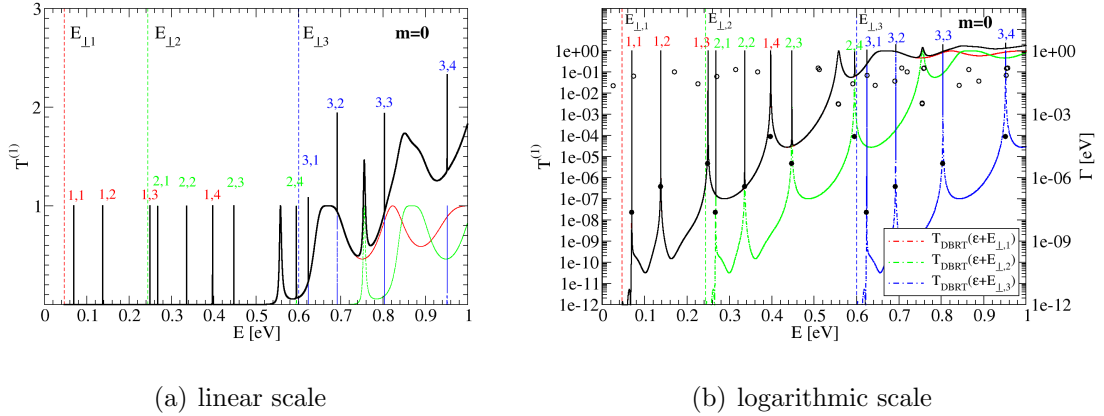 E⊥1 E⊥2 E⊥3 m=0
1,1 1,2 1,3 2,1 2,2 1,4 2,3 2,4 3,1 3,2 3,3 3,4
T(1)
3
2
1
0 0.1 0.2 0.3 0.4 0.5 0.6 0.7 0.8 0.9 1
E [eV]
(a) linear scale
E⊥,1 E⊥,2 E⊥,3 m=0
1,1 1,2 1,3 2,1 2,2 1,4 2,3 2,4 3,1 3,2 3,3 3,4
T(1)
1e+00
1e-01
1e-02
1e-03
1e-04
1e-05
1e-06
1e-07
1e-08
1e-09
1e-10
1e-11
1e-12
1e+00
1e-02
1e-04
1e-06
1e-08
1e-10
1e-12
Γ [eV]
TDBRT(ε+E⊥,1)
TDBRT(ε+E⊥,2)
TDBRT(ε+E⊥,3)
0 0.1 0.2 0.3 0.4 0.5 0.6 0.7 0.8 0.9 1
E [eV]
(b) logarithmic scale